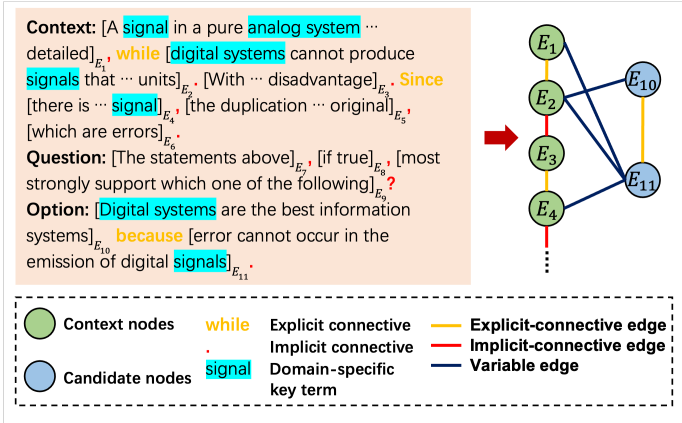 Context: [A signal in a pure analog system ⋯
detailed]E1, while [digital systems cannot produce
signals that ⋯ units]E2. [With ⋯ disadvantage]E3. Since
[there is ⋯ signal]E4, [the duplication ⋯ original]E5,
[which are errors]E6.
Question: [The statements above]E7, [if true]E8, [most
strongly support which one of the following]E9?
Option: [Digital systems are the best information
systems]E10 because [error cannot occur in the
emission of digital signals]E11.
E1
E2
E3
E4
E10
E11
Context nodes
Candidate nodes
while Explicit connective
. Implicit connective
signal Domain-specific
key term
Explicit-connective edge
Implicit-connective edge
Variable edge